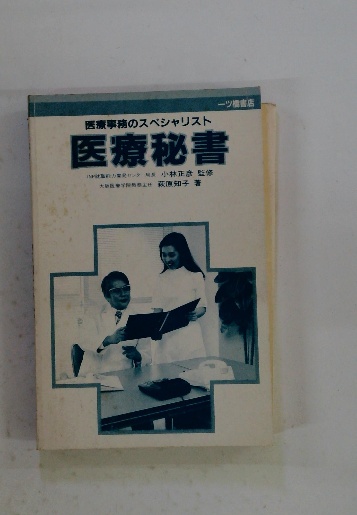 一ツ橋書店
医療事務のスペシャリスト
医療秘書
小林正彦 監修
萩原知子 著